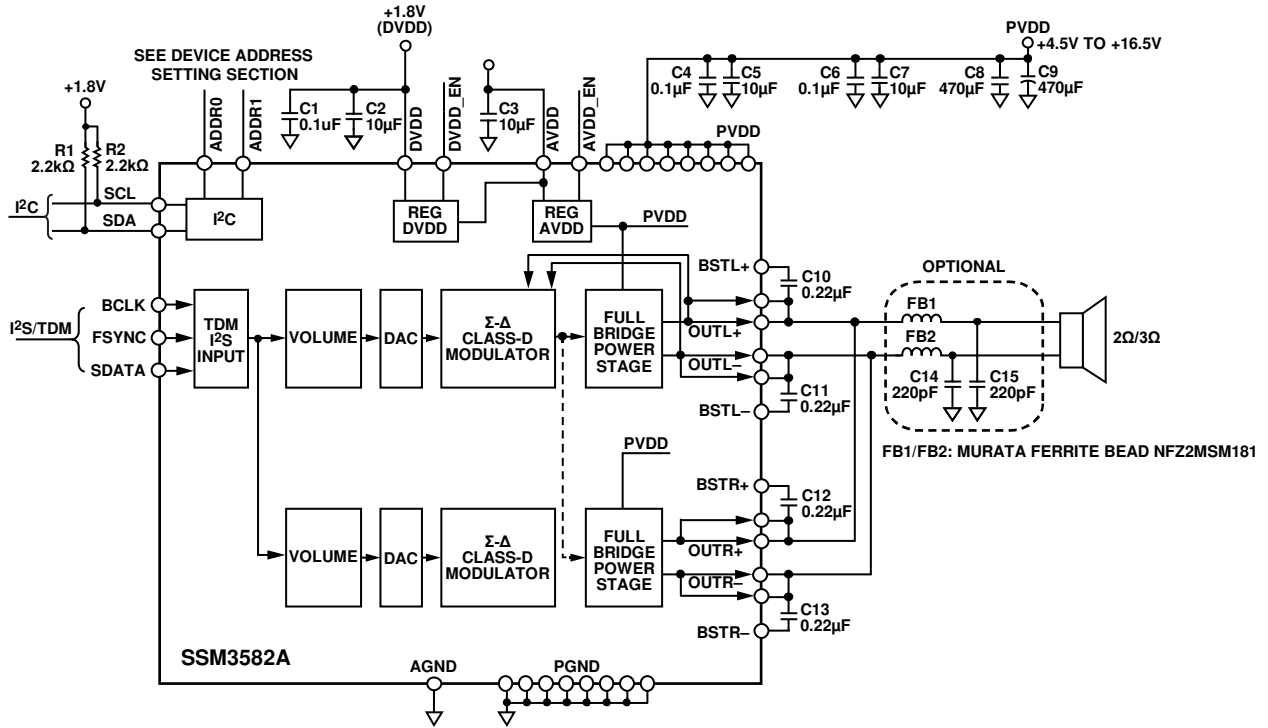 +1.8V
(DVDD)
SEE DEVICE ADDRESS
SETTING SECTION
PVDD
+4.5V TO +16.5V
+1.8V
R1
2.2kΩ
R2
2.2kΩ
ADDR0
ADDR1
C1
0.1uF
C2
10µF
DVDD
DVDD_EN
C3
10µF
AVDD
AVDD_EN
C4
0.1µF
C5
10µF
C6
0.1µF
C7
10µF
C8
470µF
C9
470µF
PVDD
I²C
SCL
SDA
I²C
REG
DVDD
REG
AVDD
PVDD
I²S/TDM
BCLK
FSYNC
SDATA
TDM
I²S
INPUT
VOLUME
DAC
Σ-Δ
CLASS-D
MODULATOR
FULL
BRIDGE
POWER
STAGE
BSTL+
C10
0.22µF
OUTL+
OUTL–
C11
0.22µF
BSTL–
OPTIONAL
FB1
FB2
C14
220pF
C15
220pF
2Ω/3Ω
FB1/FB2: MURATA FERRITE BEAD NFZ2MSM181
PVDD
VOLUME
DAC
Σ-Δ
CLASS-D
MODULATOR
FULL
BRIDGE
POWER
STAGE
BSTR+
C12
0.22µF
OUTR+
OUTR–
C13
0.22µF
BSTR–
SSM3582A
AGND
PGND